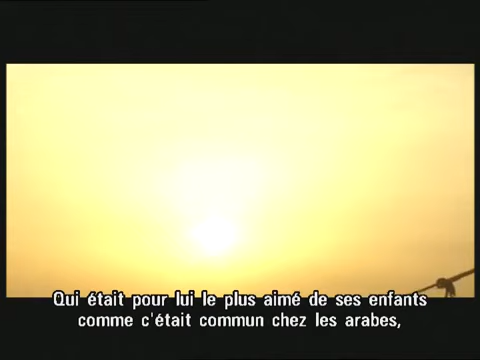 Qui était pour lui le plus aimé de ses enfants
comme c'était commun chez les arabes,